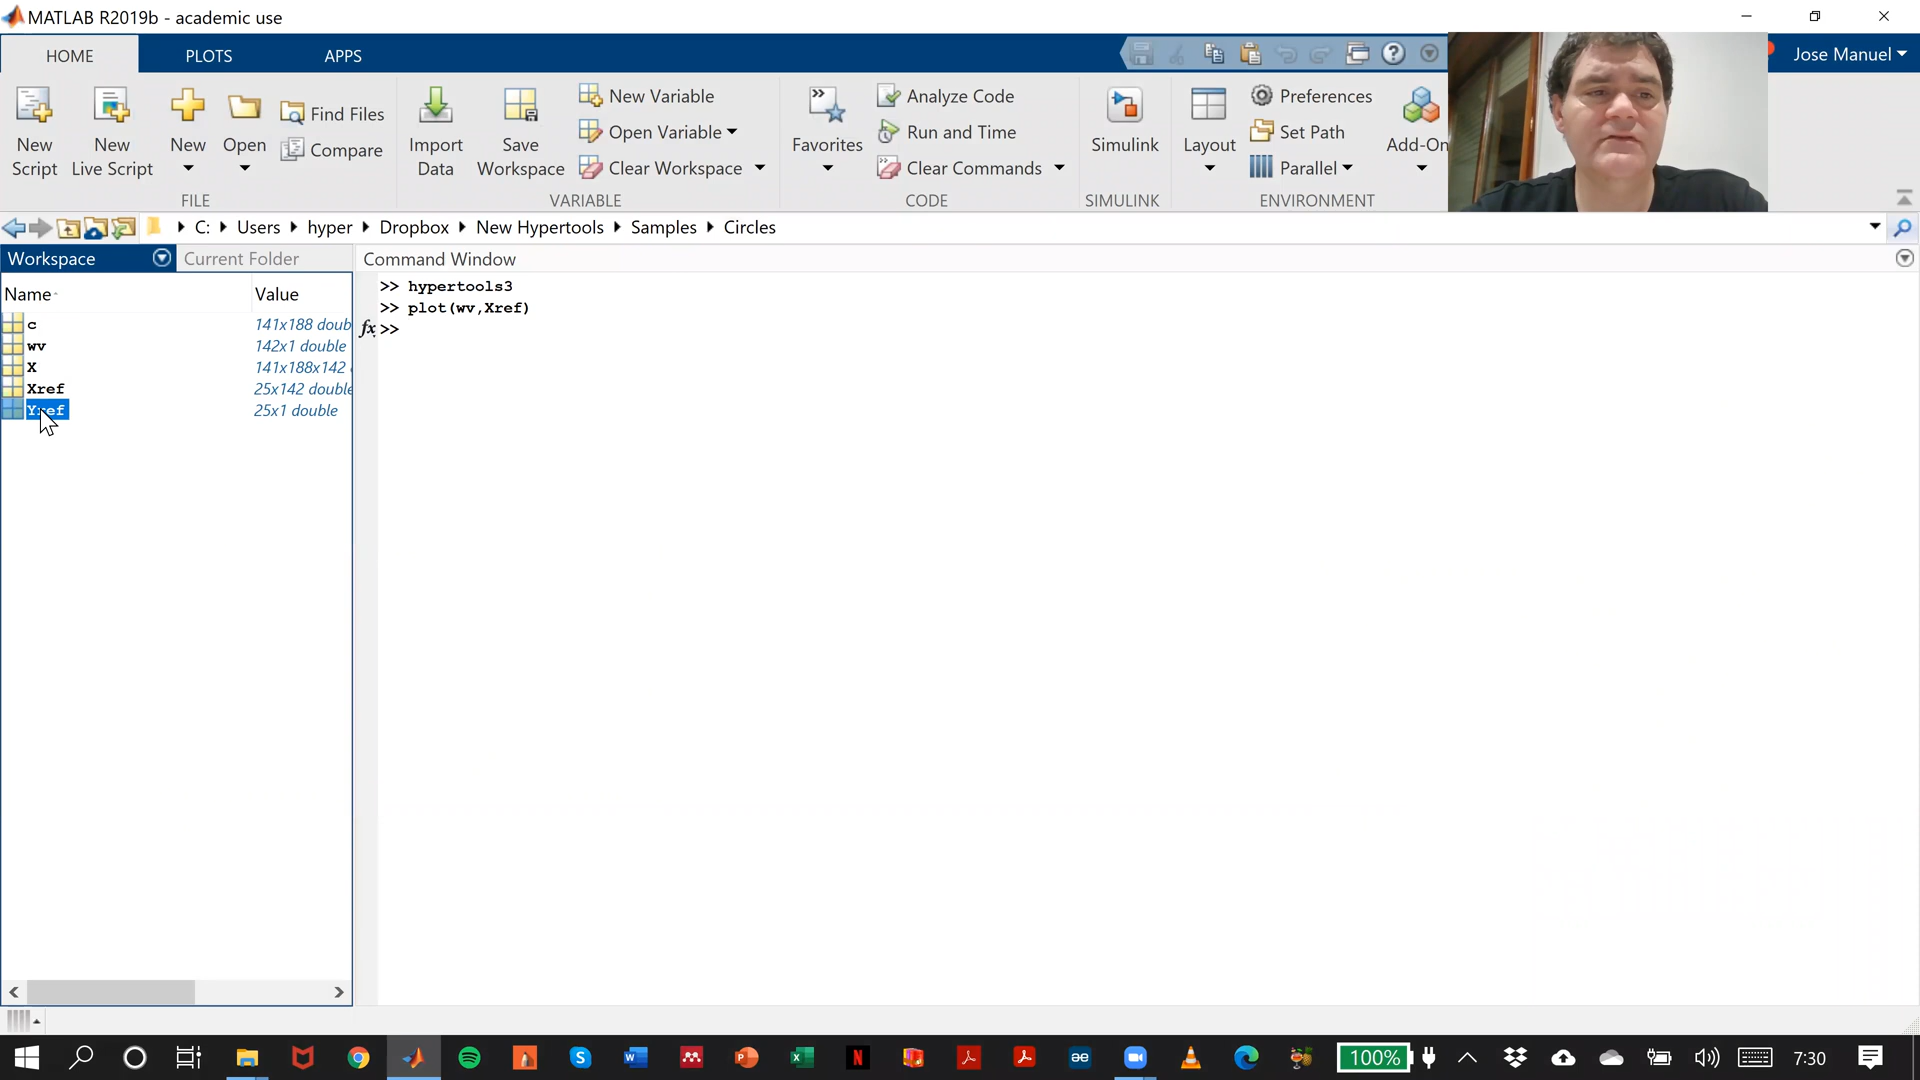 MATLAB R2019b - academic use
HOME PLOTS APPS
Jose Manuel
New Script
New Live Script
New
Open
Find Files
Compare
FILE
Import Data
Save Workspace
New Variable
Open Variable
Clear Workspace
VARIABLE
Favorites
Analyze Code
Run and Time
Clear Commands
CODE
Simulink
SIMULINK
Layout
Preferences
Set Path
Parallel
Add-On
ENVIRONMENT
C: Users hyper Dropbox New Hypertools Samples Circles
Workspace Current Folder
Command Window
Name Value
c 141x188 doub
wv 142x1 double
X 141x188x142
Xref 25x142 double
Yref 25x1 double
>> hypertools3
>> plot(wv,Xref)
fx >>
100% 7:30